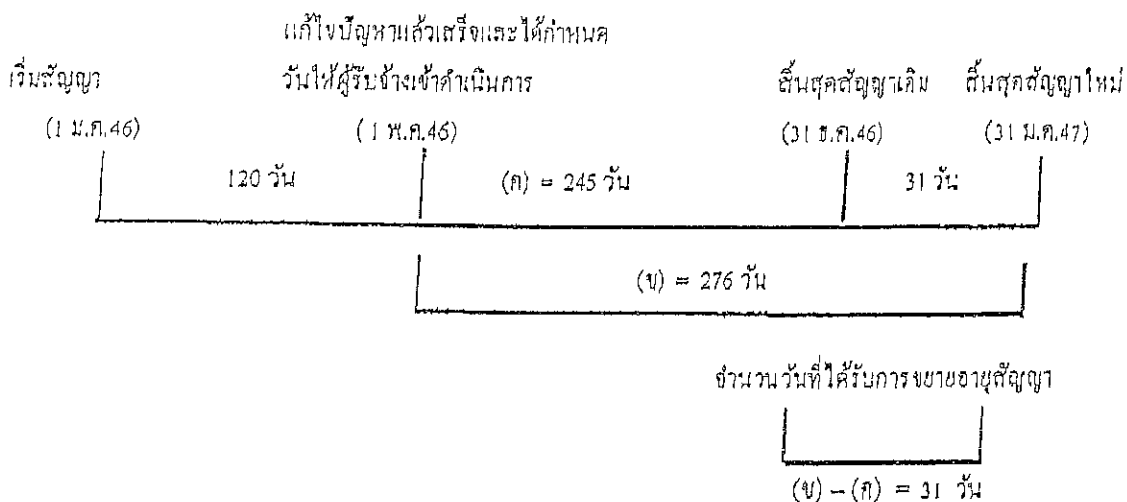 แก้ไขปัญหาแล้วเสร็จและได้กำหนด
เริ่มสัญญา วันให้ผู้รับจ้างเข้าดำเนินการ สิ้นสุดสัญญาเดิม สิ้นสุดสัญญาใหม่
(1 ม.ค.46) (1 พ.ค.46) (31 ธ.ค.46) (31 ม.ค.47)
120 วัน (ค) = 245 วัน 31 วัน
(ข) = 276 วัน
จำนวนวันที่ได้รับการขยายอายุสัญญา
(ข) – (ค) = 31 วัน